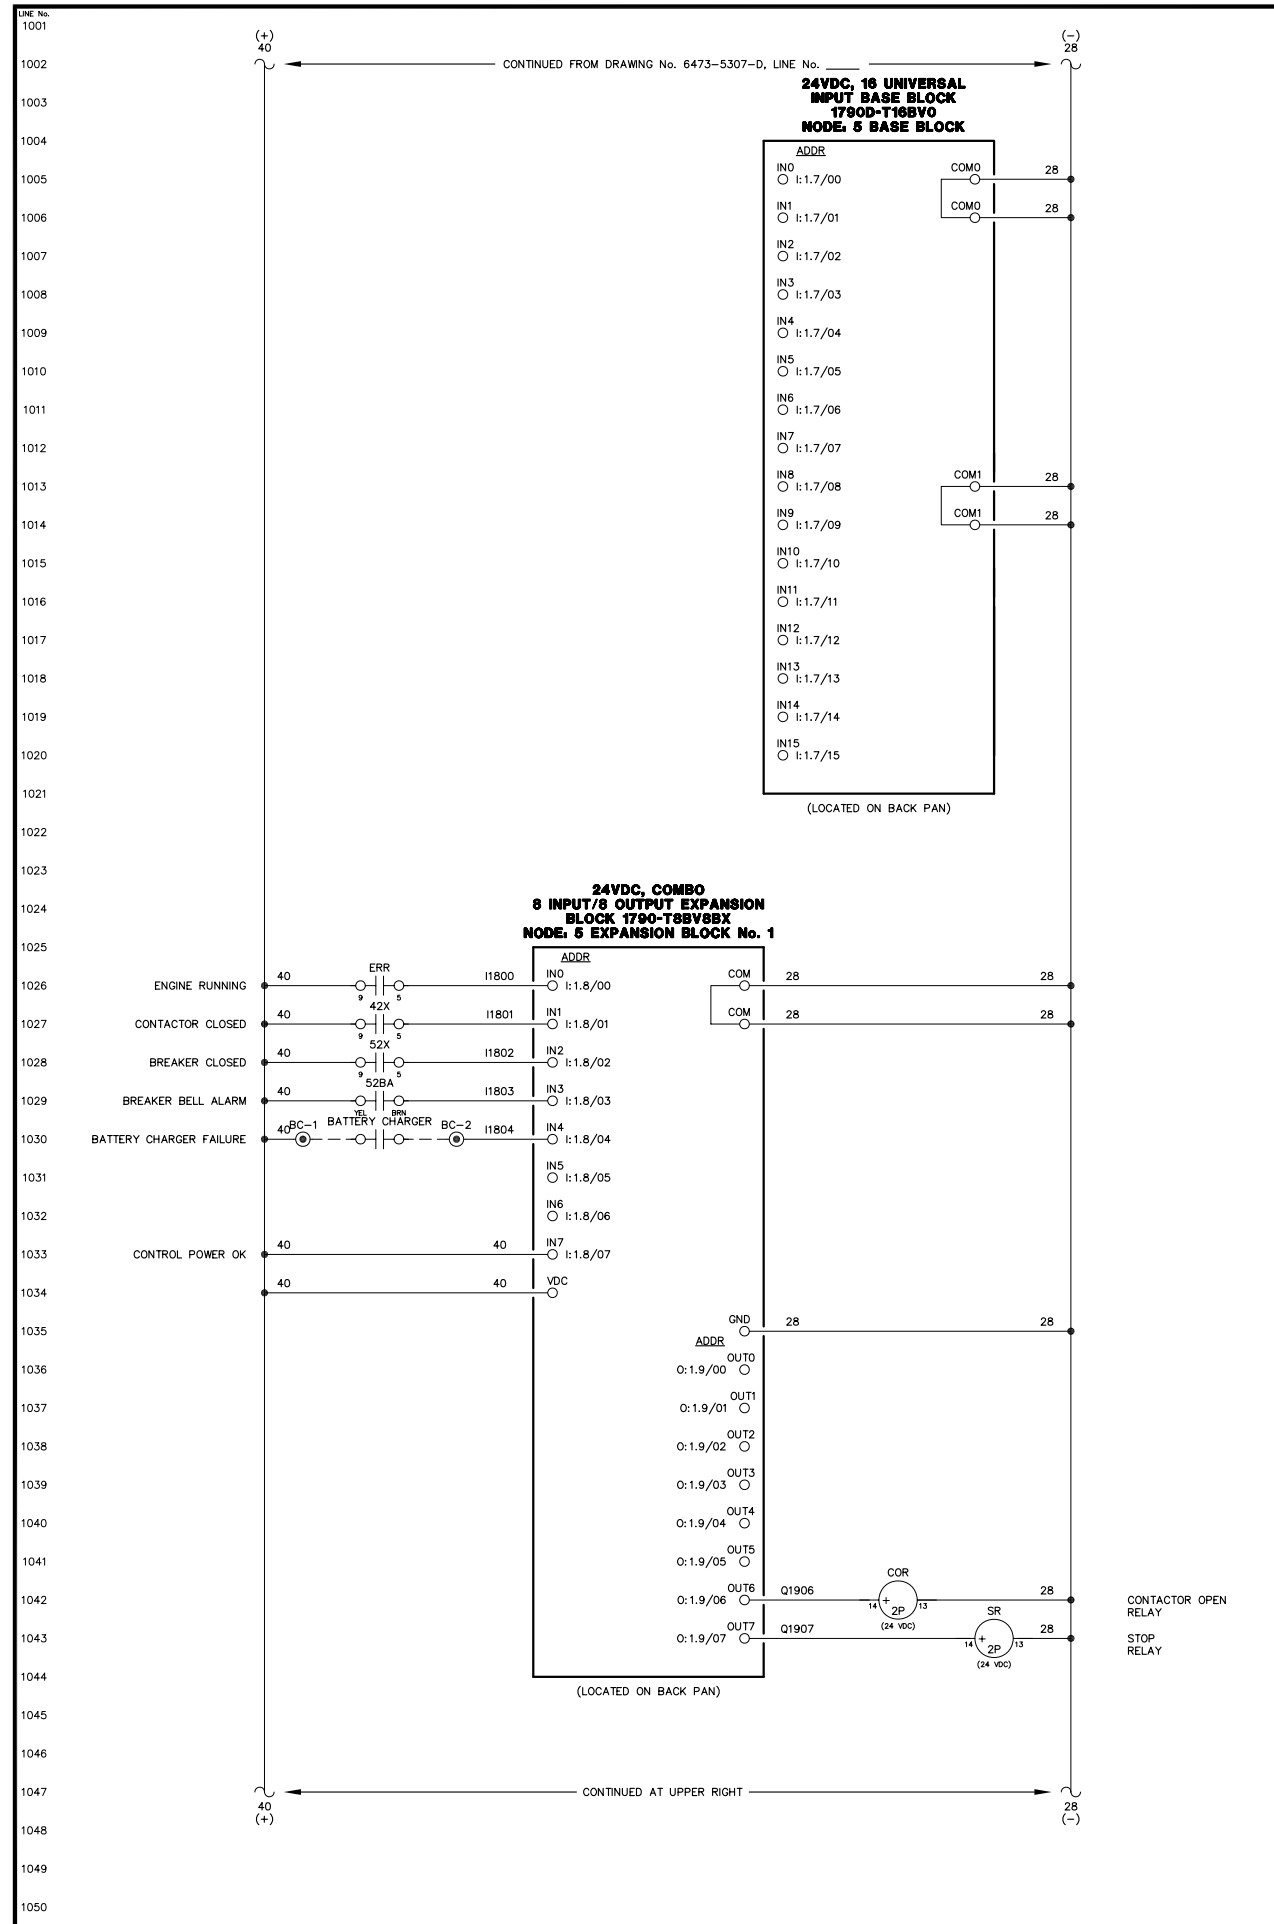 LINE No.
1001
(+) (-)
40 28
1002 CONTINUED FROM DRAWING No. 6473-5307-D, LINE No. _____
24VDC, 16 UNIVERSAL
1003 INPUT BASE BLOCK
1790D-T16BV0
NODE: 5 BASE BLOCK
1004
ADDR
IN0 COM0 28
1005 I:1.7/00
IN1 COM0 28
1006 I:1.7/01
IN2
1007 I:1.7/02
IN3
1008 I:1.7/03
IN4
1009 I:1.7/04
IN5
1010 I:1.7/05
IN6
1011 I:1.7/06
IN7
1012 I:1.7/07
IN8 COM1 28
1013 I:1.7/08
IN9 COM1 28
1014 I:1.7/09
IN10
1015 I:1.7/10
IN11
1016 I:1.7/11
IN12
1017 I:1.7/12
IN13
1018 I:1.7/13
IN14
1019 I:1.7/14
IN15
1020 I:1.7/15
1021
(LOCATED ON BACK PAN)
1022
1023
24VDC, COMBO
1024 8 INPUT/8 OUTPUT EXPANSION
BLOCK 1790-T8BV8BX
NODE: 5 EXPANSION BLOCK No. 1
1025
ADDR
40 ERR I1800 IN0 COM 28 28
1026 ENGINE RUNNING I:1.8/00
9 5
40 42X I1801 IN1 COM 28 28
1027 CONTACTOR CLOSED I:1.8/01
9 5
40 52X I1802 IN2
1028 BREAKER CLOSED I:1.8/02
9 5
40 52BA I1803 IN3
1029 BREAKER BELL ALARM I:1.8/03
YEL BRN
40 BC-1 BATTERY CHARGER BC-2 I1804 IN4
1030 BATTERY CHARGER FAILURE I:1.8/04
IN5
1031 I:1.8/05
IN6
1032 I:1.8/06
40 40 IN7
1033 CONTROL POWER OK I:1.8/07
40 40 VDC
1034
GND 28 28
1035
ADDR
OUT0
1036 O:1.9/00
OUT1
1037 O:1.9/01
OUT2
1038 O:1.9/02
OUT3
1039 O:1.9/03
OUT4
1040 O:1.9/04
OUT5
1041 O:1.9/05
COR
OUT6 Q1906 28
1042 O:1.9/06 14 + 2P 13 CONTACTOR OPEN
RELAY
(24 VDC)
SR
OUT7 Q1907 28
1043 O:1.9/07 14 + 2P 13 STOP
RELAY
(24 VDC)
1044
(LOCATED ON BACK PAN)
1045
1046
1047 CONTINUED AT UPPER RIGHT
40 28
(+) (-)
1048
1049
1050